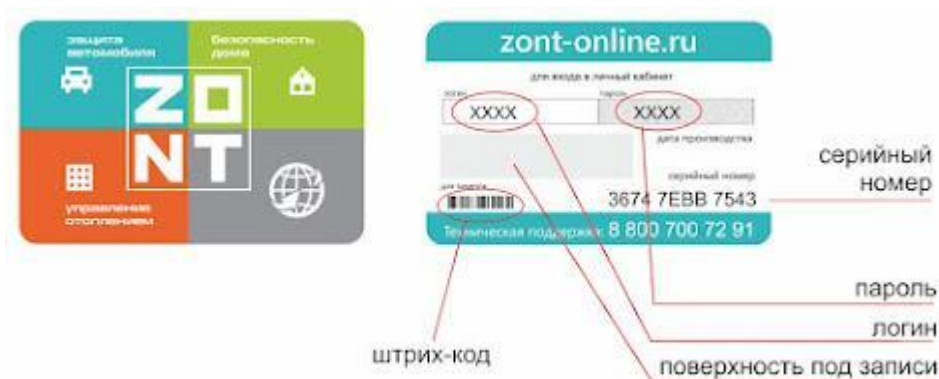 защита
автомобиля
безопасность
дома
ZO
NT
управление
отоплением
zont-online.ru
для входа в личный кабинет
логин
пароль
XXXX
XXXX
дата производства
серийный номер
3674 7EBB 7543
Техническая поддержка: 8 800 700 72 91
серийный
номер
пароль
логин
поверхность под записи
штрих-код